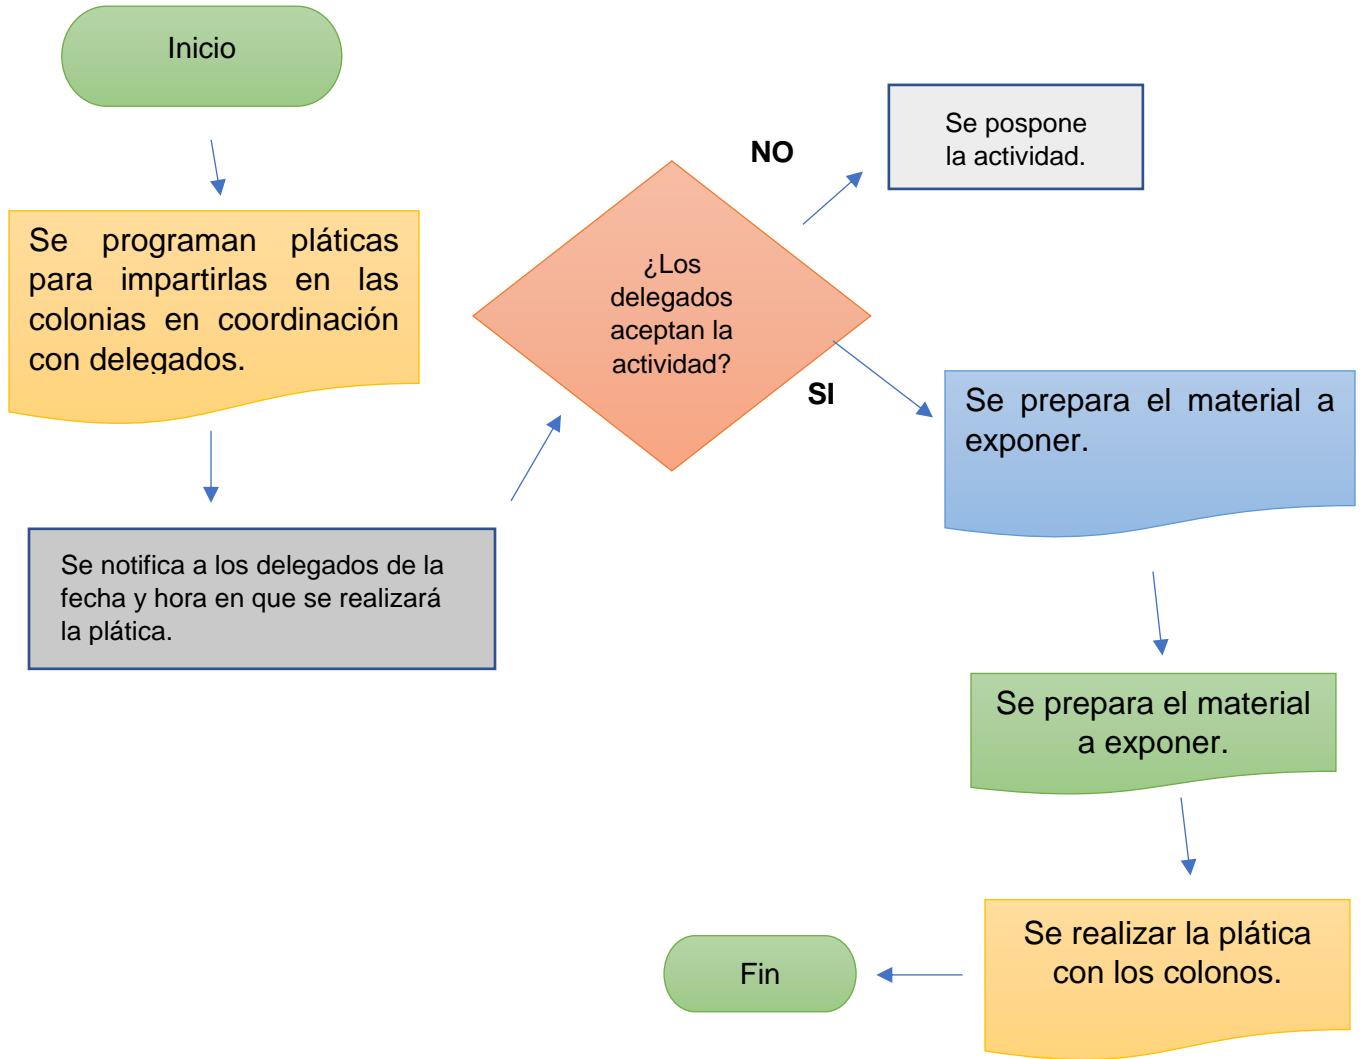 Inicio
Se programan pláticas
para impartirlas en las
colonias en coordinación
con delegados.
Se notifica a los delegados de la
fecha y hora en que se realizará
la plática.
¿Los
delegados
aceptan la
actividad?
NO
Se pospone
la actividad.
SI
Se prepara el material a
exponer.
Se prepara el material
a exponer.
Se realizar la plática
con los colonos.
Fin